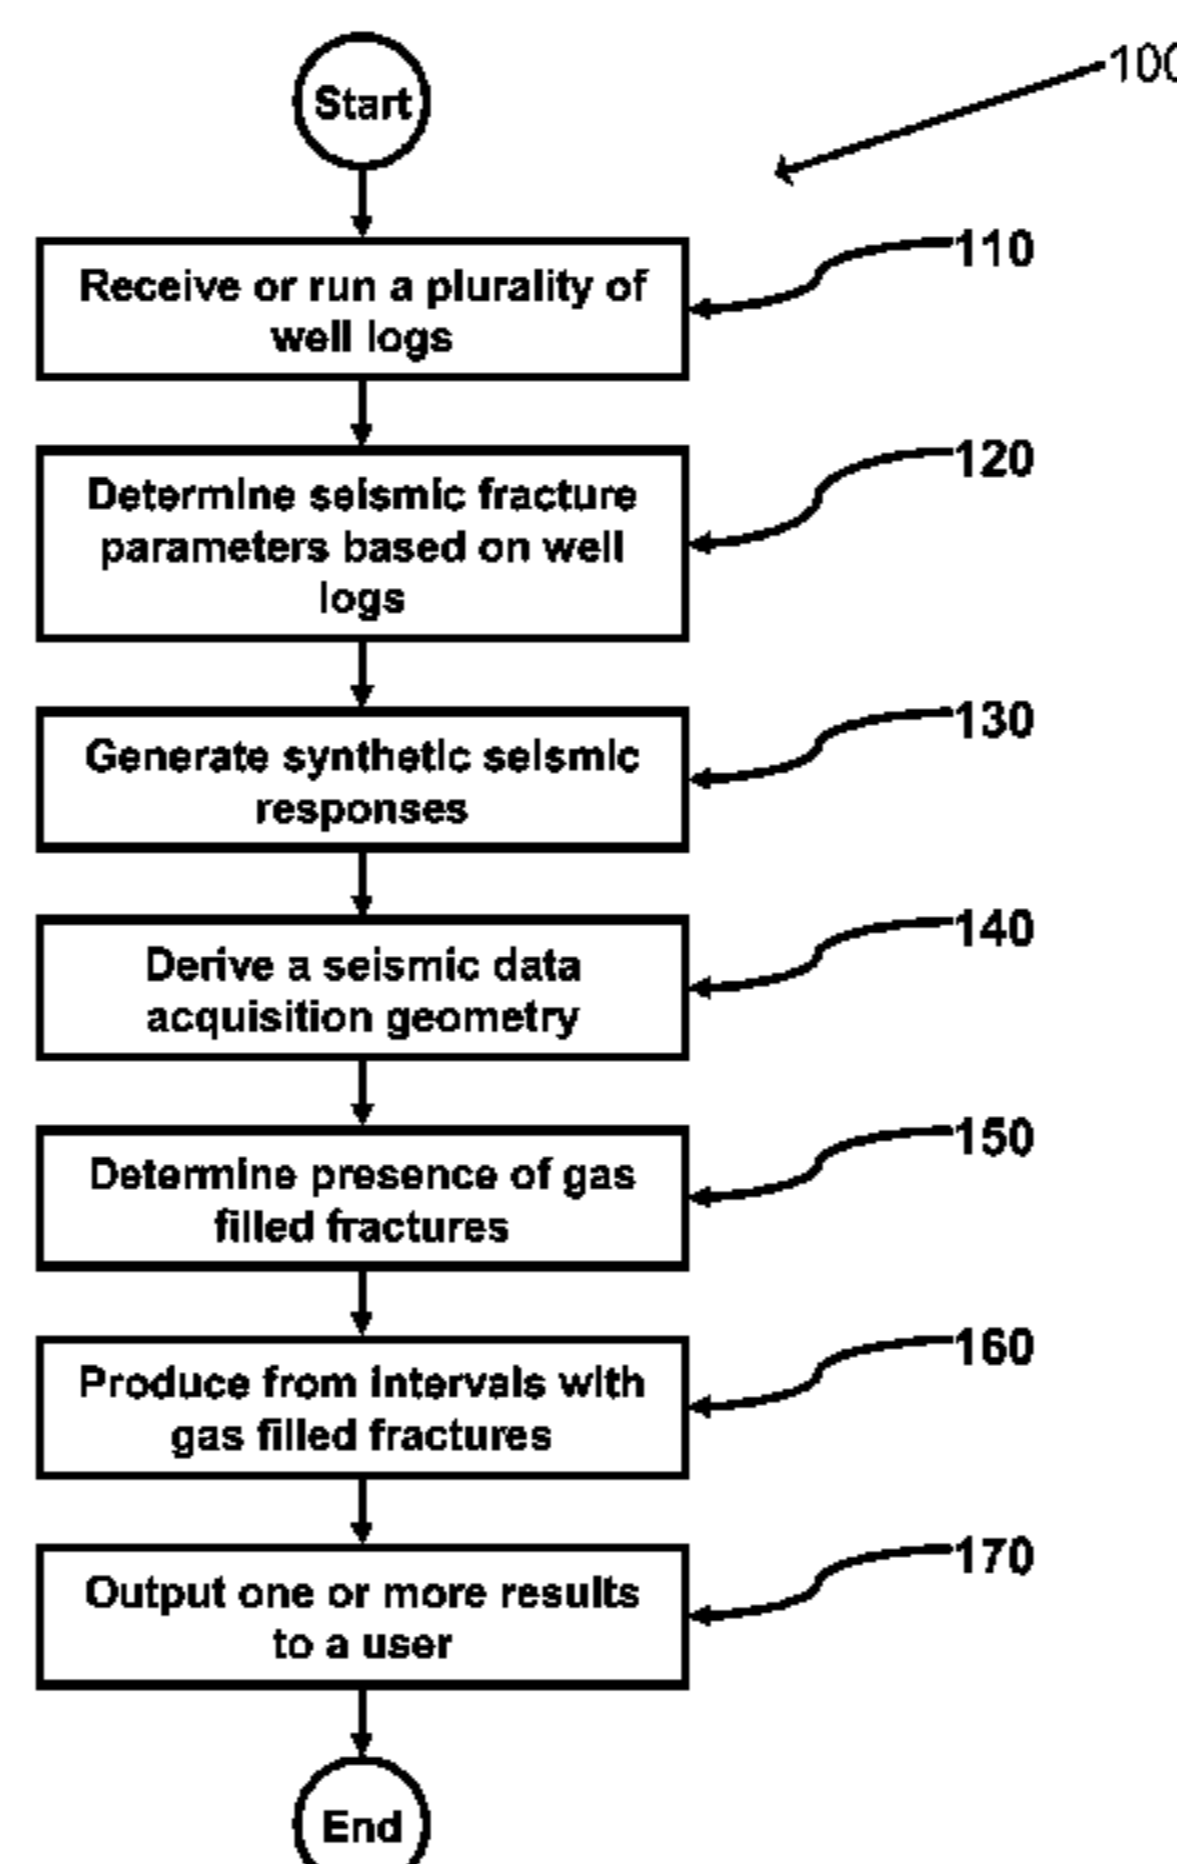 Start
100
Receive or run a plurality of
well logs
110
Determine seismic fracture
parameters based on well
logs
120
Generate synthetic seismic
responses
130
Derive a seismic data
acquisition geometry
140
Determine presence of gas
filled fractures
150
Produce from intervals with
gas filled fractures
160
Output one or more results
to a user
170
End